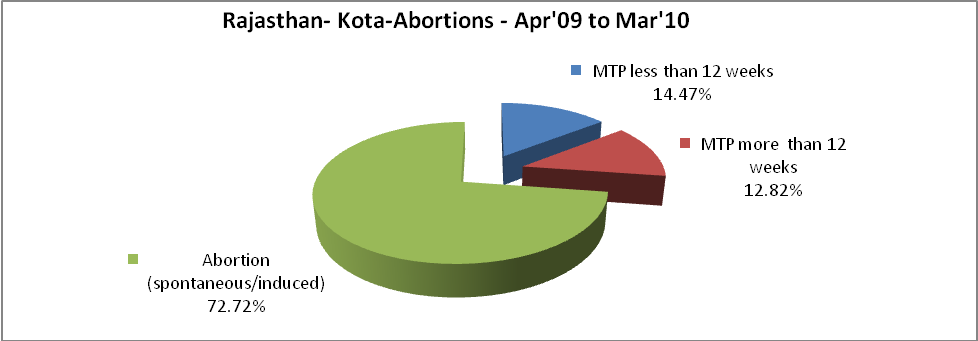 Rajasthan- Kota-Abortions - Apr'09 to Mar'10
MTP less than 12 weeks
14.47%
MTP more than 12
weeks
12.82%
Abortion
(spontaneous/induced)
72.72%